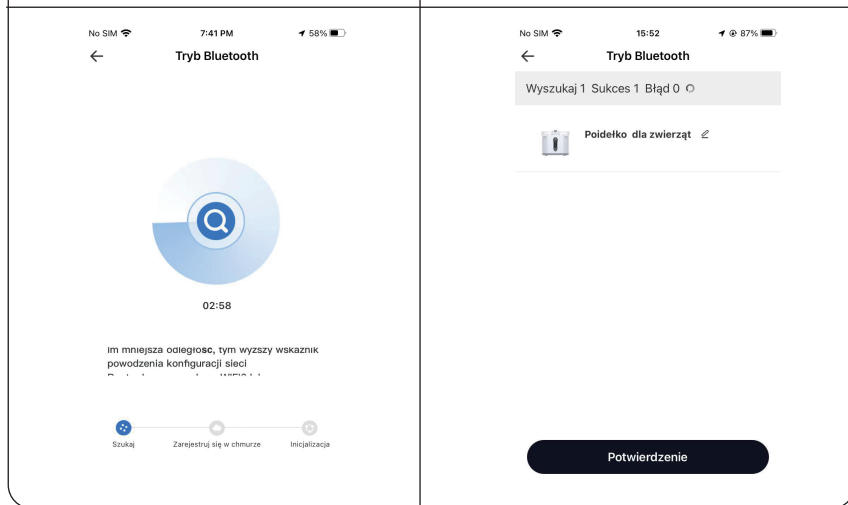 No SIM 7:41 PM 58%
Tryb Bluetooth
02:58
Im mniejsza odległość, tym wyższy wskaźnik
powodzenia konfiguracji sieci
Szukaj Zarejestruj się w chmurze Inicjalizacja
No SIM 15:52 87%
Tryb Bluetooth
Wyszukaj 1 Sukces 1 Błąd 0
Poidełko dla zwierząt
Potwierdzenie